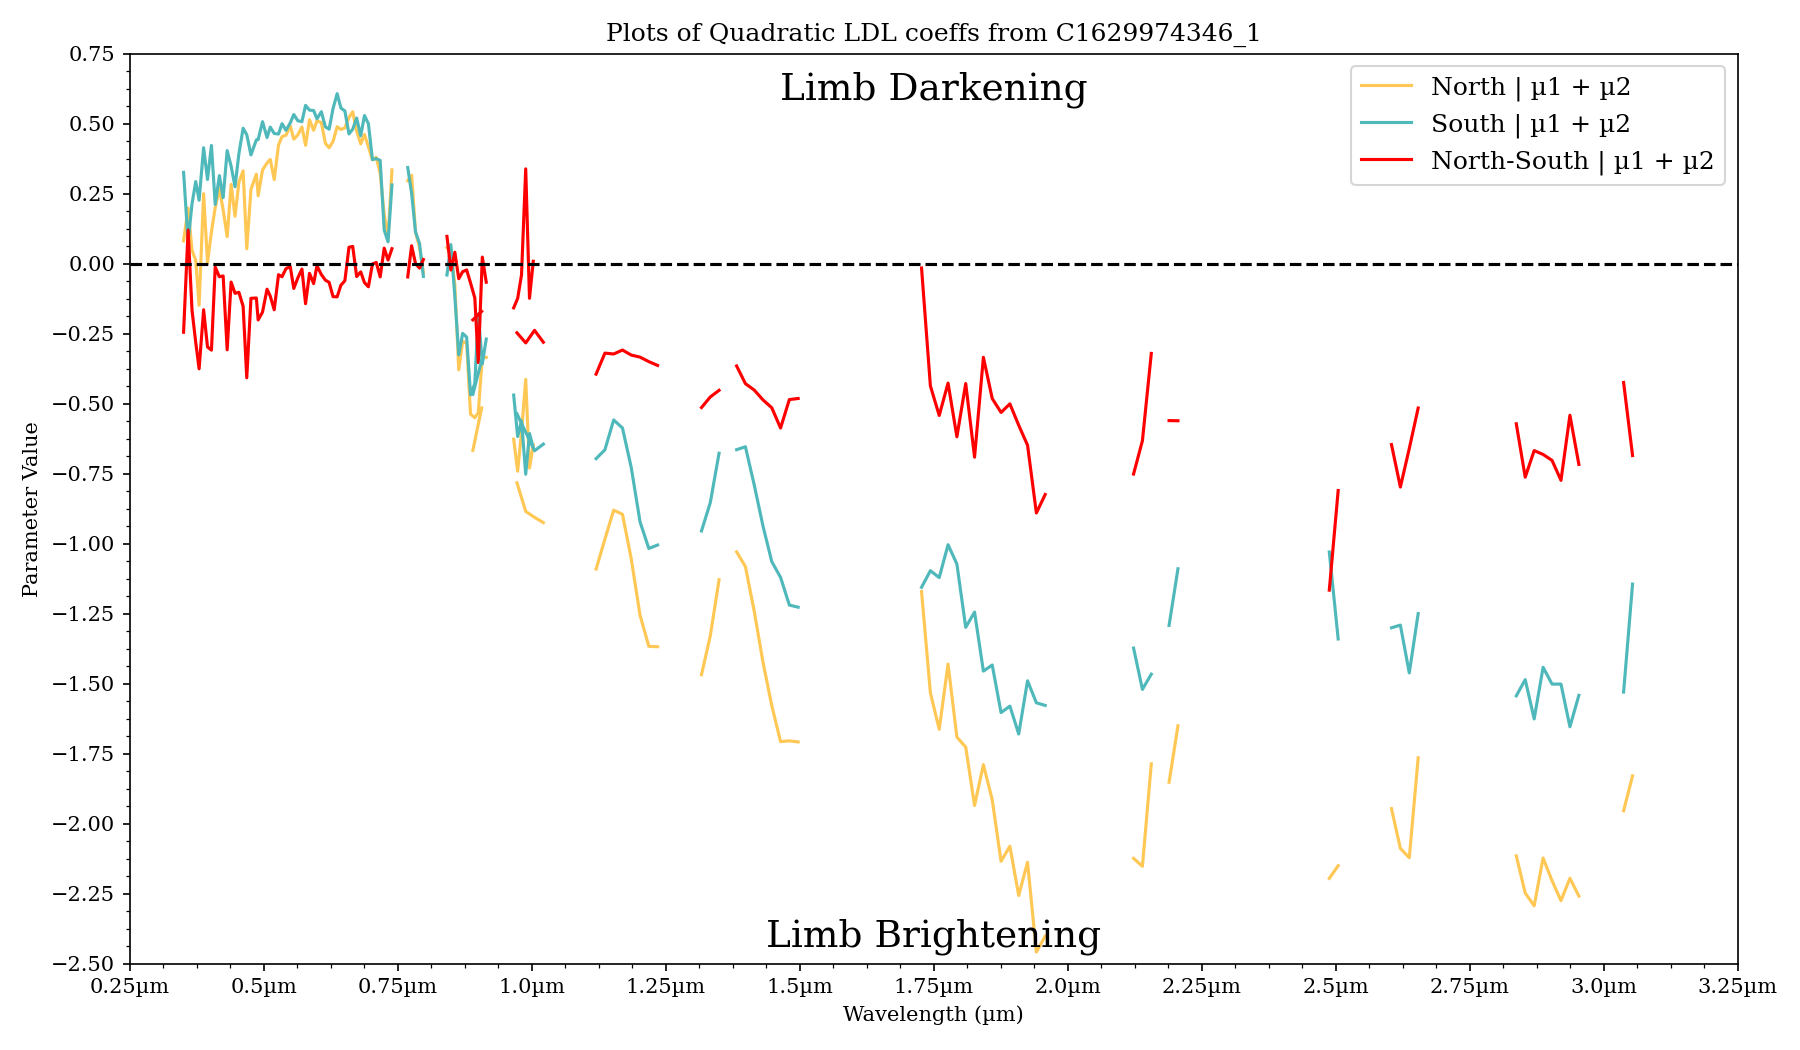 Plots of Quadratic LDL coeffs from C1629974346_1
Limb Darkening
North | µ1 + µ2
South | µ1 + µ2
North-South | µ1 + µ2
0.75
0.50
0.25
0.00
−0.25
−0.50
−0.75
−1.00
−1.25
−1.50
−1.75
−2.00
−2.25
−2.50
Parameter Value
Limb Brightening
0.25µm 0.5µm 0.75µm 1.0µm 1.25µm 1.5µm 1.75µm 2.0µm 2.25µm 2.5µm 2.75µm 3.0µm 3.25µm
Wavelength (µm)